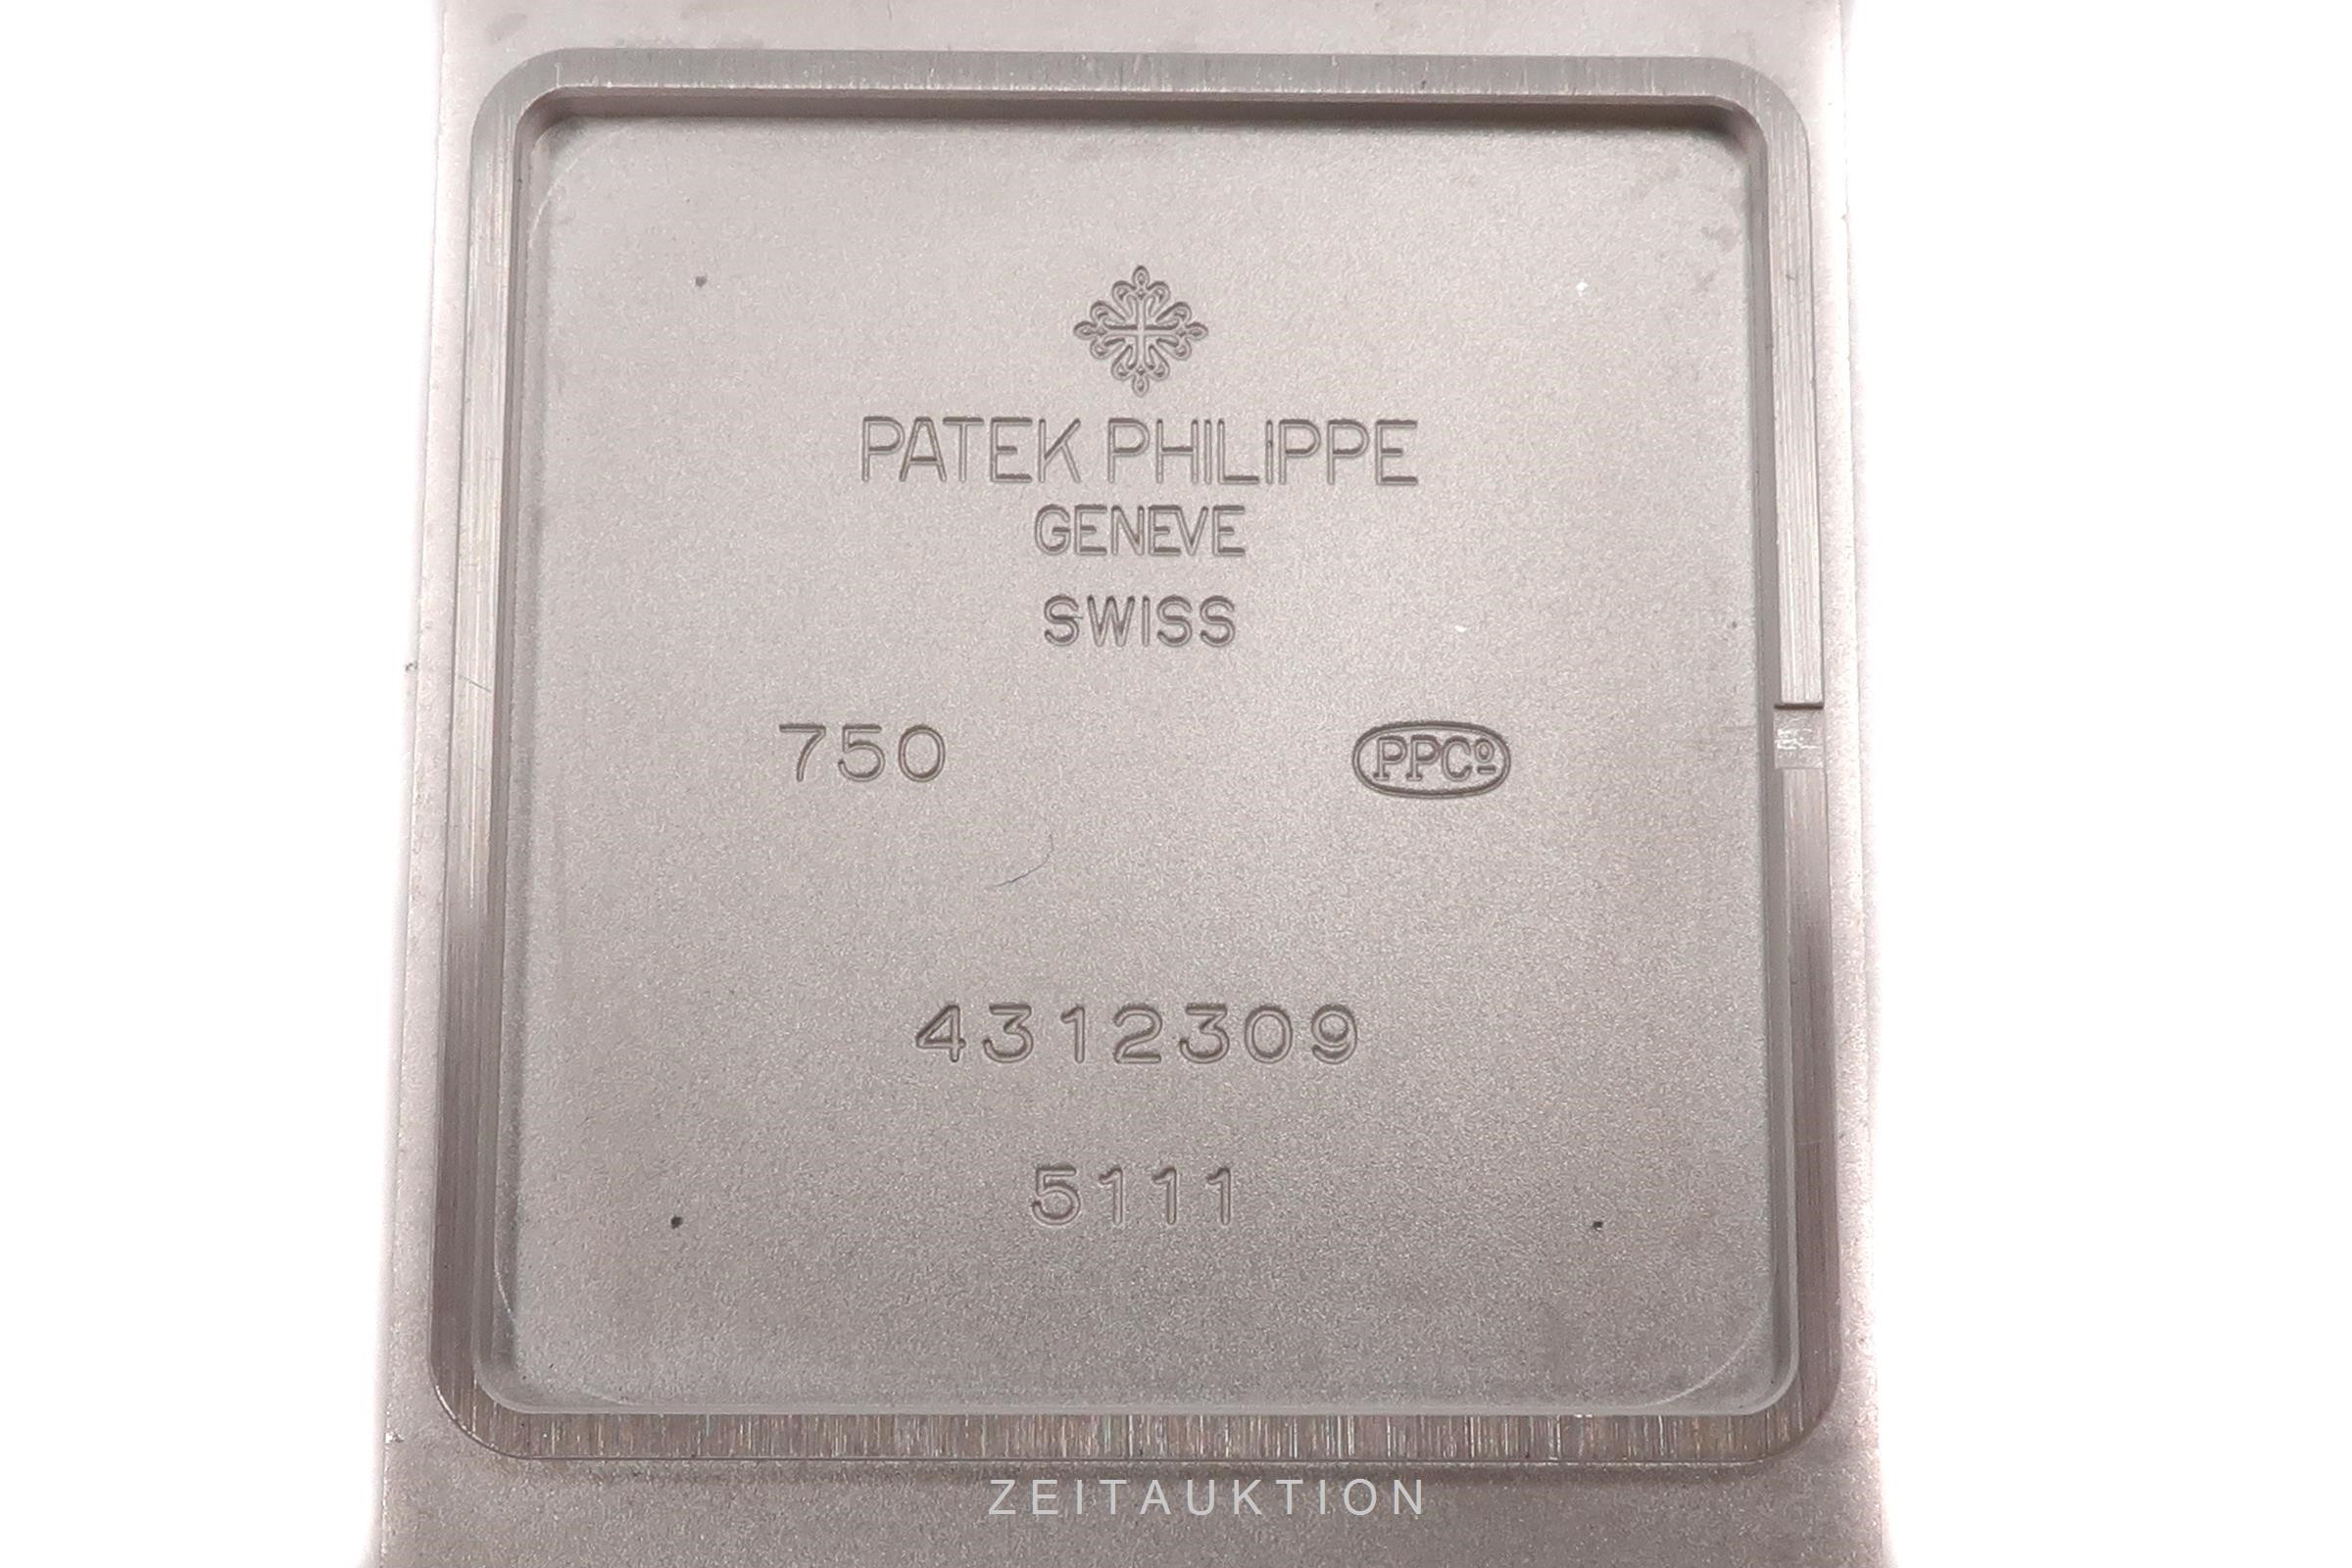 PATEK PHILIPPE
GENEVE
SWISS
750 PPCº
4312309
5111
ZEITAUKTION